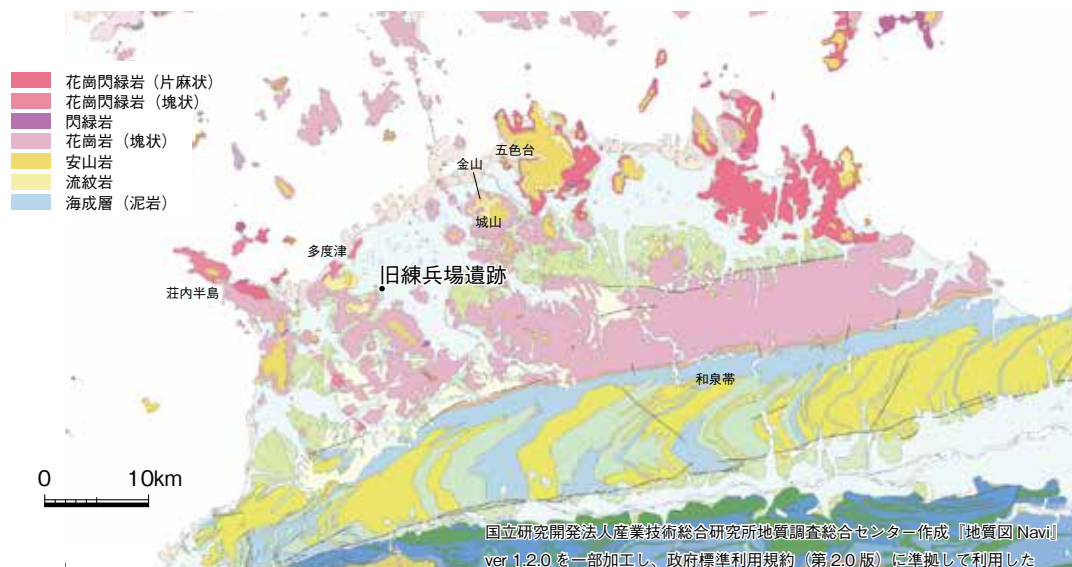 花崗閃緑岩（片麻状）
花崗閃緑岩（塊状）
閃緑岩
花崗岩（塊状）
安山岩
流紋岩
海成層（泥岩）
五色台
金山
城山
多度津
旧練兵場遺跡
荘内半島
和泉帯
0 10km
国立研究開発法人産業技術総合研究所地質調査総合センター作成『地質図 Navi』
ver 1.2.0 を一部加工し、政府標準利用規約（第 2.0 版）に準拠して利用した